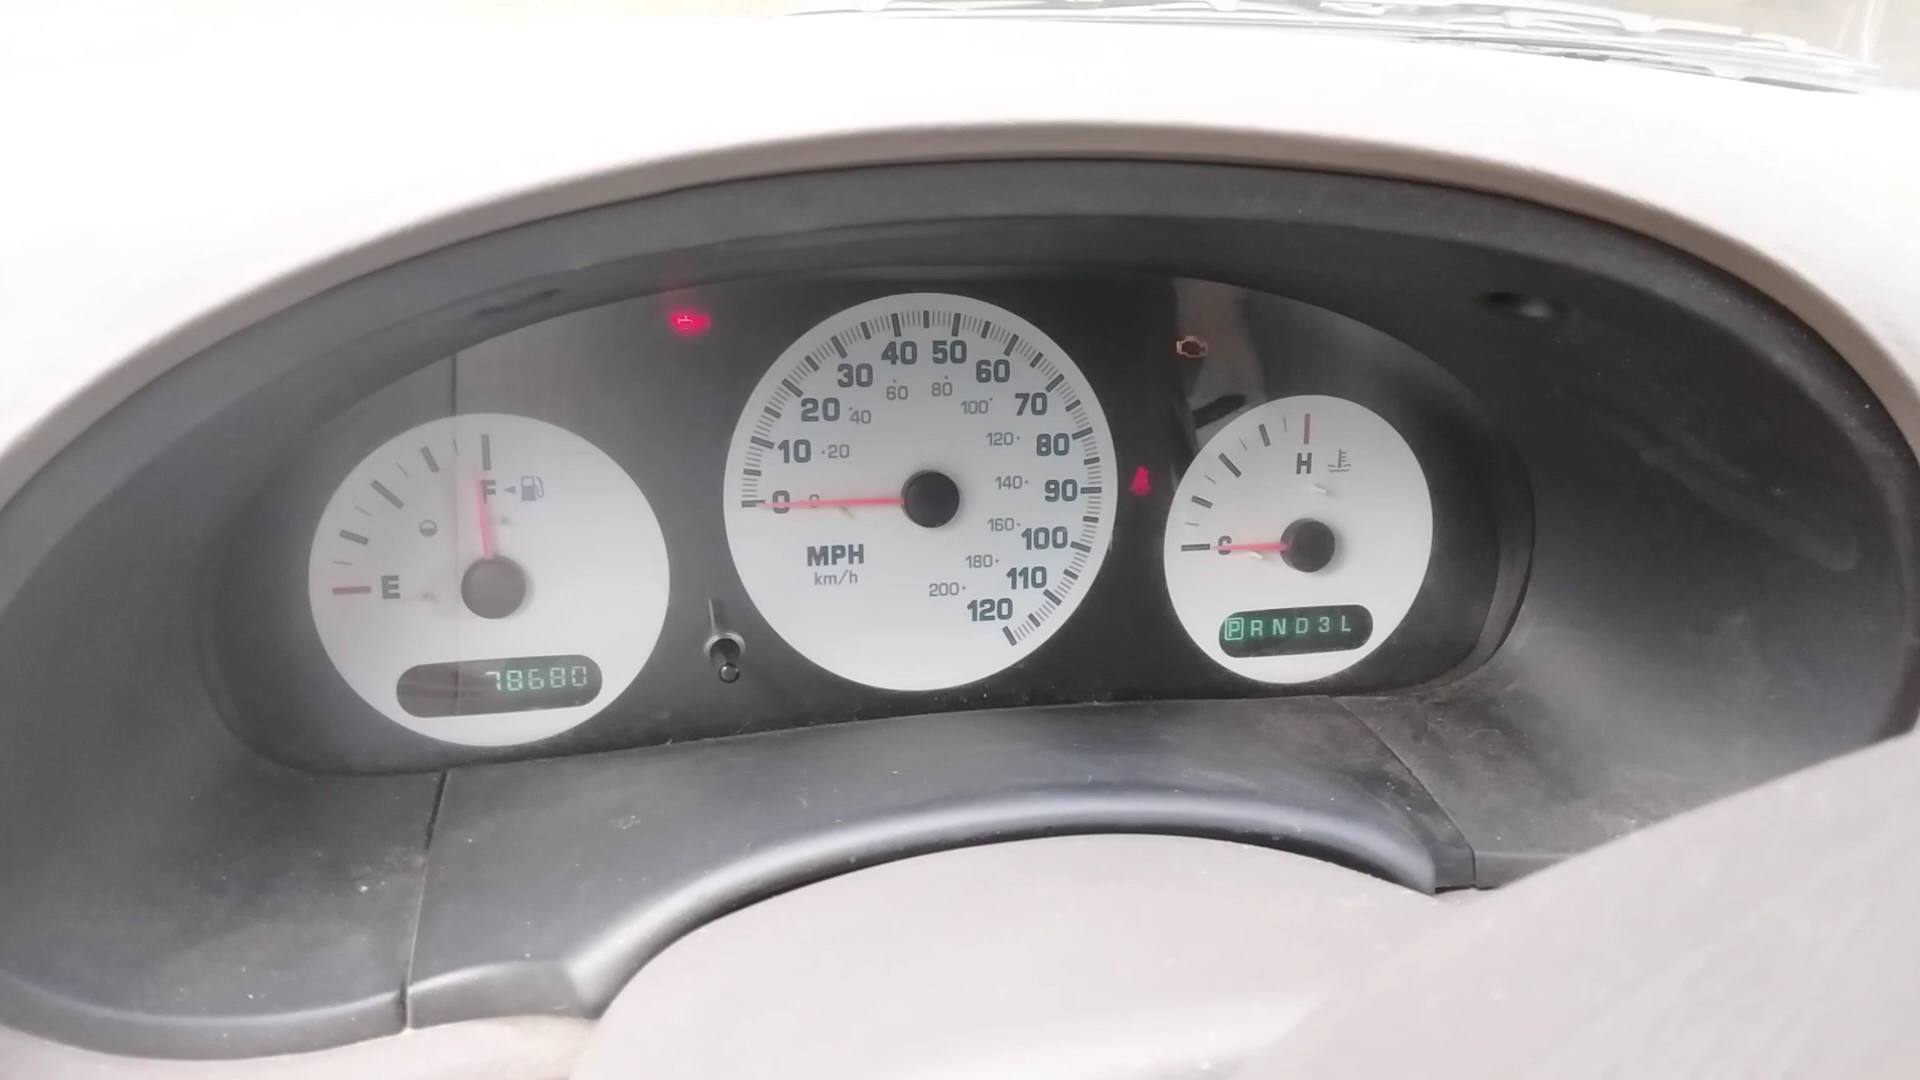 F
E
78680
0 10 20 30 40 50 60 70 80 90 100 110 120
20 40 60 80 100 120 140 160 180 200
MPH
km/h
H
C
P R N D 3 L